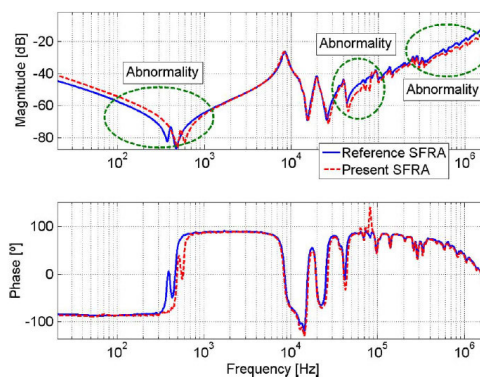 Magnitude [dB]
-20
-40
-60
-80
Abnormality
Abnormality
Abnormality
10^2
10^3
10^4
10^5
10^6
Reference SFRA
Present SFRA
Phase [°]
100
0
-100
10^2
10^3
10^4
10^5
10^6
Frequency [Hz]